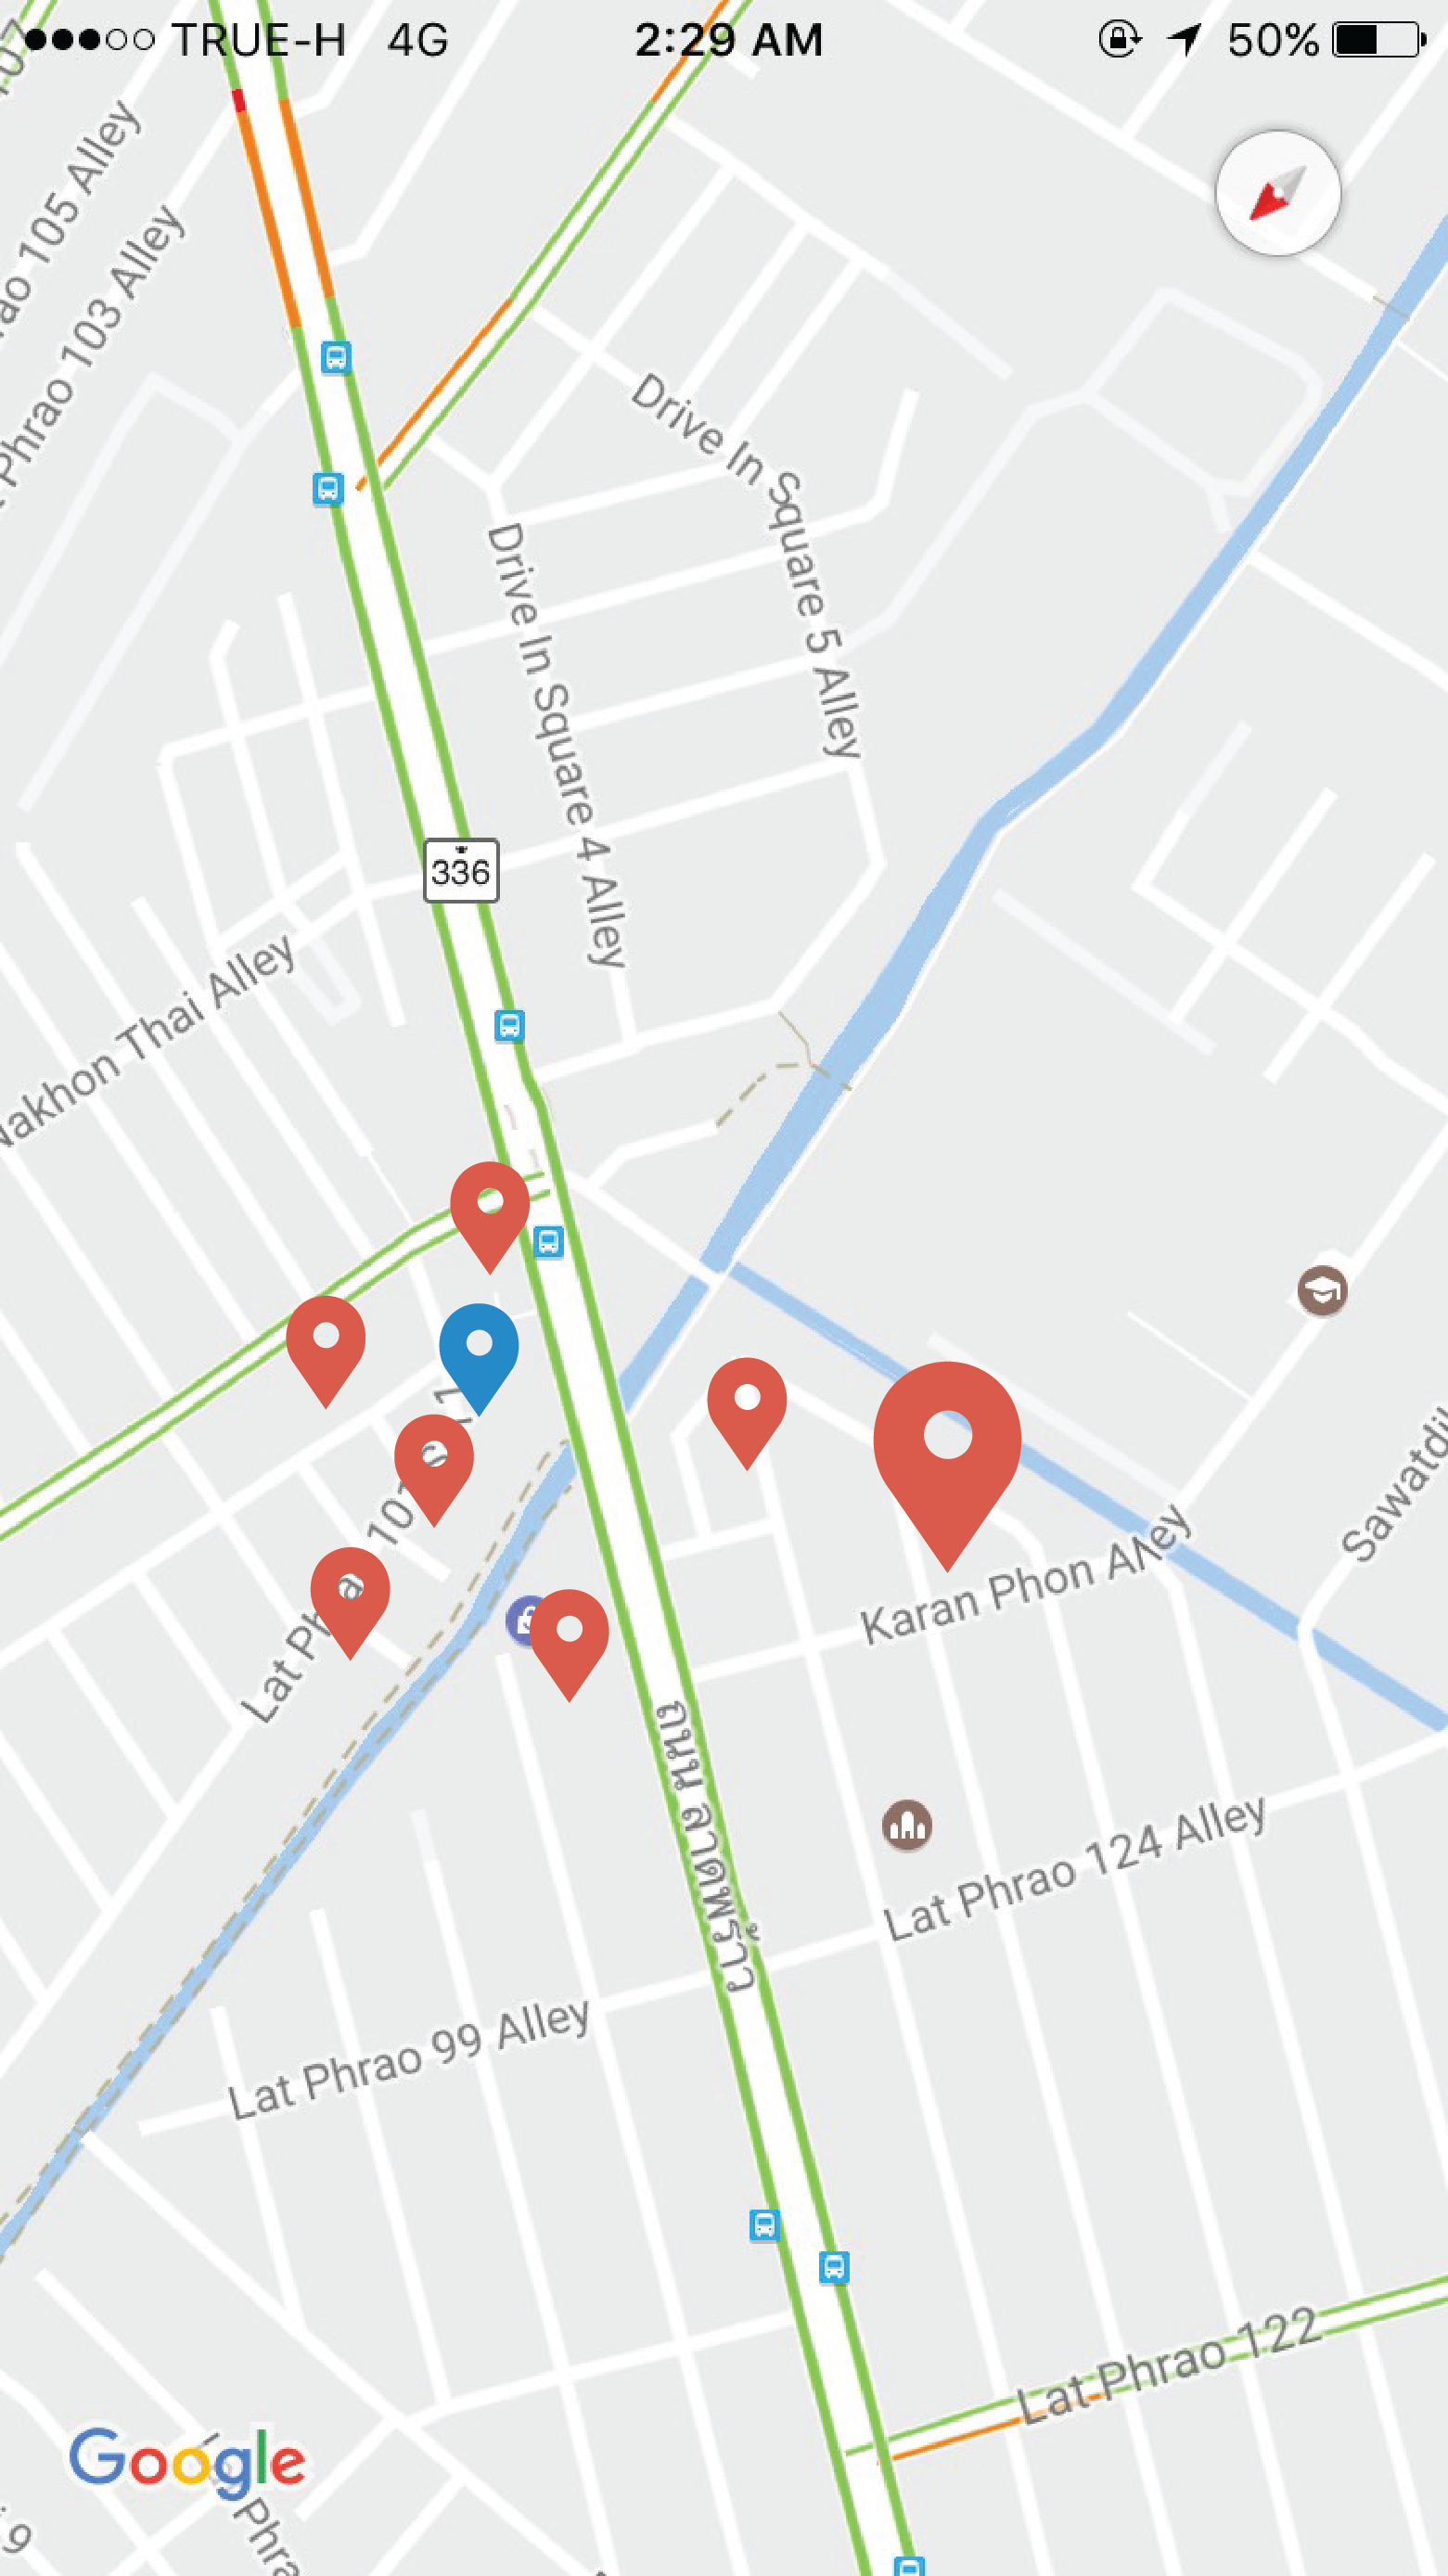 TRUE-H 4G 2:29 AM 50%
105 Alley
Phrao 103 Alley
Drive In Square 5 Alley
Drive In Square 4 Alley
336
Nakhon Thai Alley
Karan Phon Alley
ถนน ลาดพร้าว
Lat Phrao 124 Alley
Lat Phrao 99 Alley
Lat Phrao 122
Google